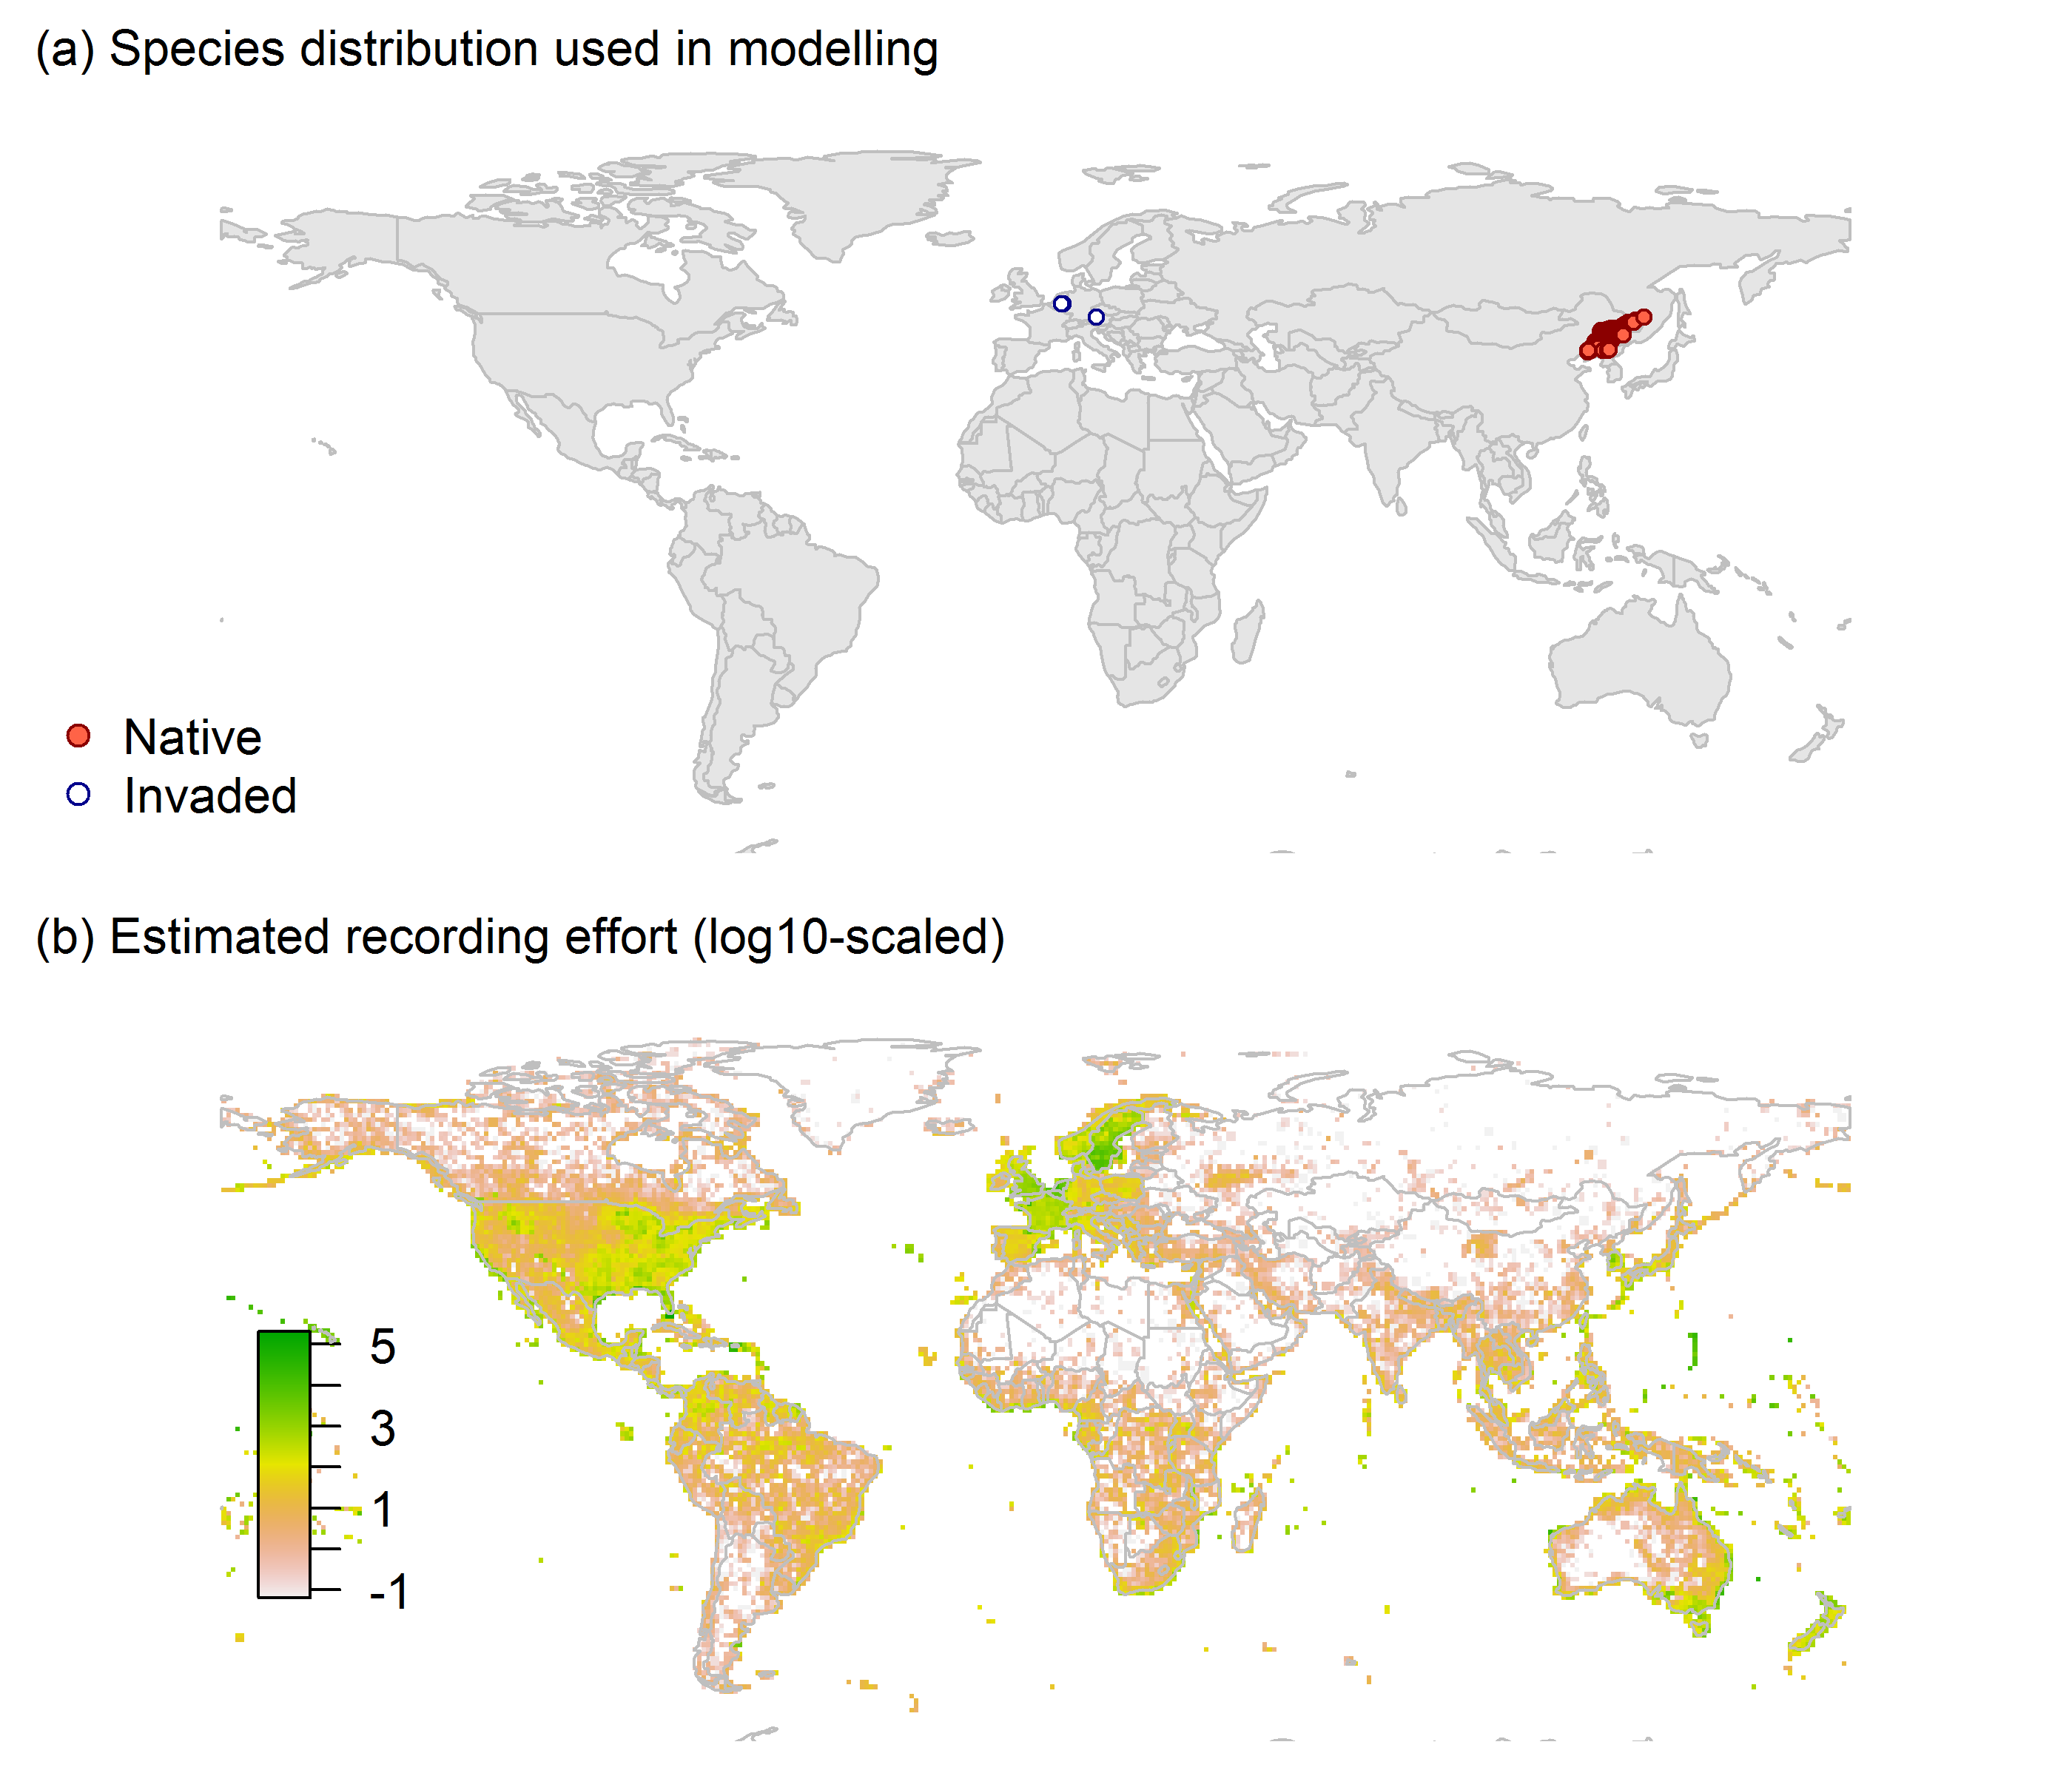 (a) Species distribution used in modelling
Native
Invaded
(b) Estimated recording effort (log10-scaled)
5
3
1
-1